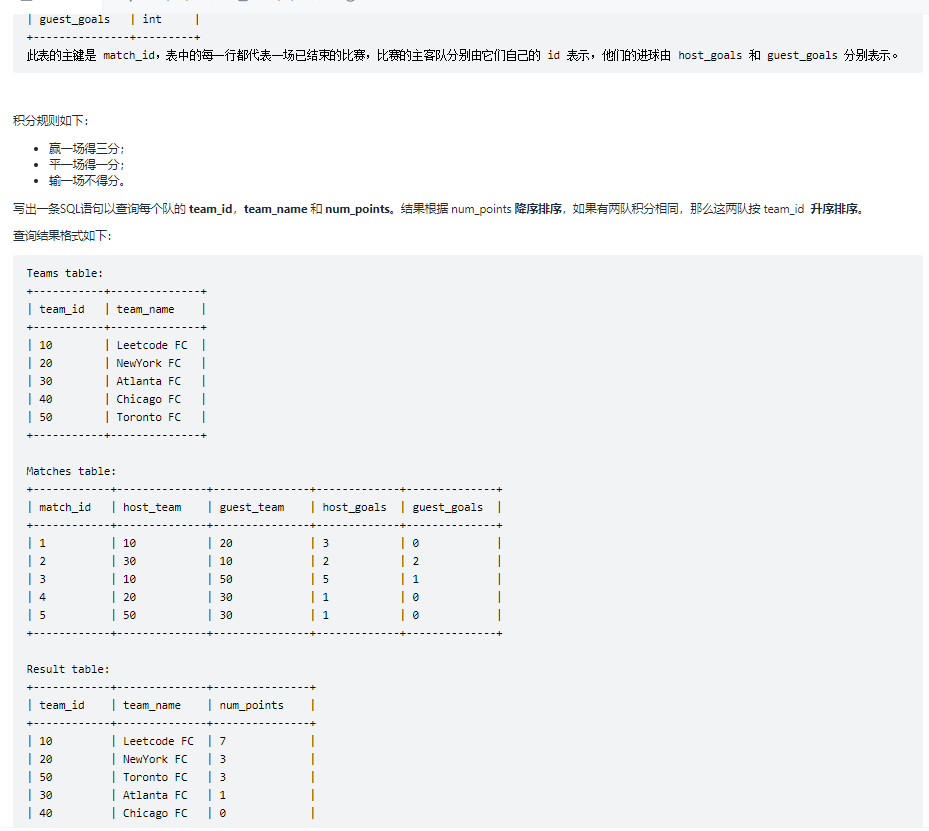 | guest_goals   | int     |
+---------------+---------+
此表的主键是 match_id，表中的每一行都代表一场已结束的比赛，比赛的主客队分别由它们自己的 id 表示，他们的进球由 host_goals 和 guest_goals 分别表示。
积分规则如下：
• 赢一场得三分；
• 平一场得一分；
• 输一场不得分。
写出一条SQL语句以查询每个队的 team_id，team_name 和 num_points。结果根据 num_points 降序排序，如果有两队积分相同，那么这两队按 team_id  升序排序。
查询结果格式如下：
Teams table:
+-----------+--------------+
| team_id   | team_name    |
+-----------+--------------+
| 10        | Leetcode FC  |
| 20        | NewYork FC   |
| 30        | Atlanta FC   |
| 40        | Chicago FC   |
| 50        | Toronto FC   |
+-----------+--------------+
Matches table:
+------------+--------------+---------------+-------------+--------------+
| match_id   | host_team    | guest_team    | host_goals  | guest_goals  |
+------------+--------------+---------------+-------------+--------------+
| 1          | 10           | 20            | 3           | 0            |
| 2          | 30           | 10            | 2           | 2            |
| 3          | 10           | 50            | 5           | 1            |
| 4          | 20           | 30            | 1           | 0            |
| 5          | 50           | 30            | 1           | 0            |
+------------+--------------+---------------+-------------+--------------+
Result table:
+------------+--------------+---------------+
| team_id    | team_name    | num_points    |
+------------+--------------+---------------+
| 10         | Leetcode FC  | 7             |
| 20         | NewYork FC   | 3             |
| 50         | Toronto FC   | 3             |
| 30         | Atlanta FC   | 1             |
| 40         | Chicago FC   | 0             |